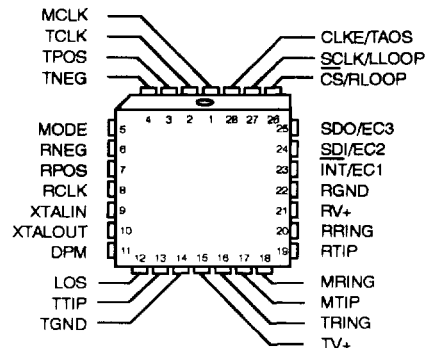 MCLK
TCLK
TPOS
TNEG
CLKE/TAOS
SCLK/LLOOP
CS/RLOOP
4 3 2 1 28 27 26
MODE 5
RNEG 6
RPOS 7
RCLK 8
XTALIN 9
XTALOUT 10
DPM 11
25 SDO/EC3
24 SDI/EC2
23 INT/EC1
22 RGND
21 RV+
20 RRING
19 RTIP
12 13 14 15 16 17 18
LOS
TTIP
TGND
MRING
MTIP
TRING
TV+